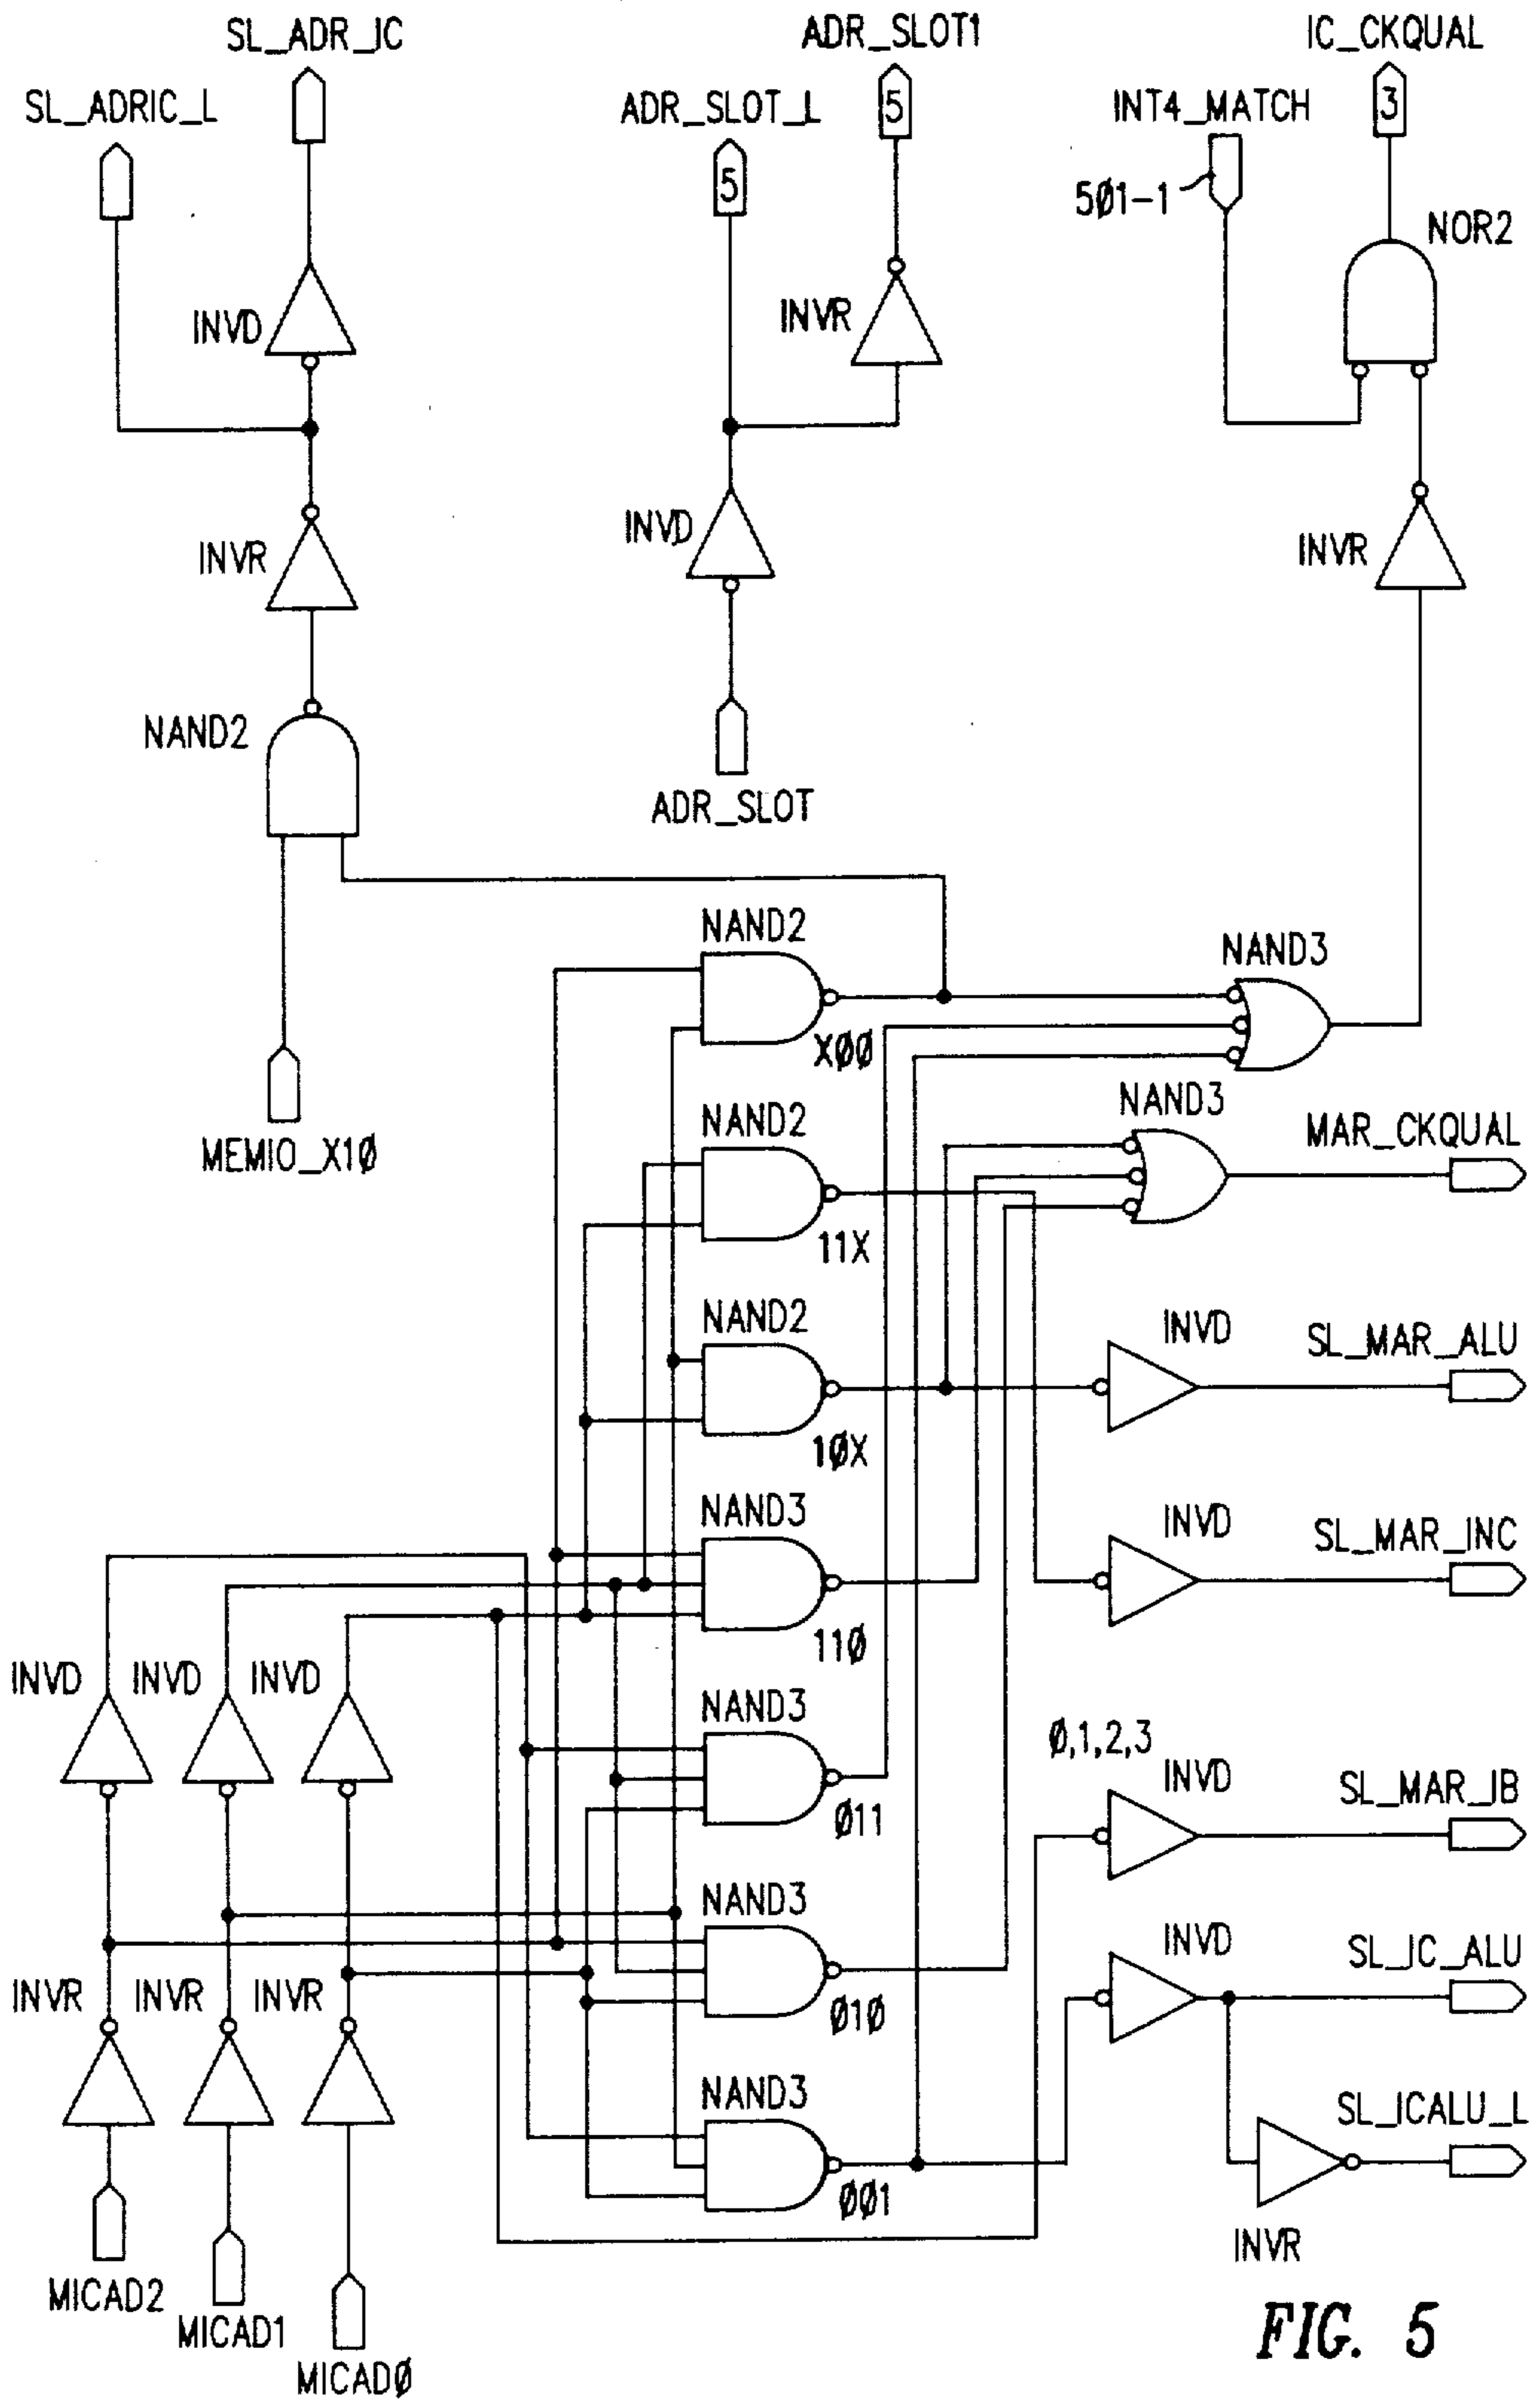 SL_ADR_IC
ADR_SLOT1
IC_CKQUAL
SL_ADRIC_L
ADR_SLOT_L
INT4_MATCH
5
5
3
5Ø1-1
NOR2
INVD
INVR
INVR
INVD
INVR
NAND2
ADR_SLOT
NAND2
NAND3
XØØ
MEMIO_X1Ø
NAND2
NAND3
MAR_CKQUAL
11X
NAND2
INVD
SL_MAR_ALU
1ØX
NAND3
INVD
SL_MAR_INC
11Ø
INVD
INVD
INVD
NAND3
Ø,1,2,3
INVD
SL_MAR_IB
Ø11
NAND3
INVD
SL_IC_ALU
INVR
INVR
INVR
Ø1Ø
NAND3
SL_ICALU_L
ØØ1
INVR
MICAD2
MICAD1
MICADØ
FIG. 5